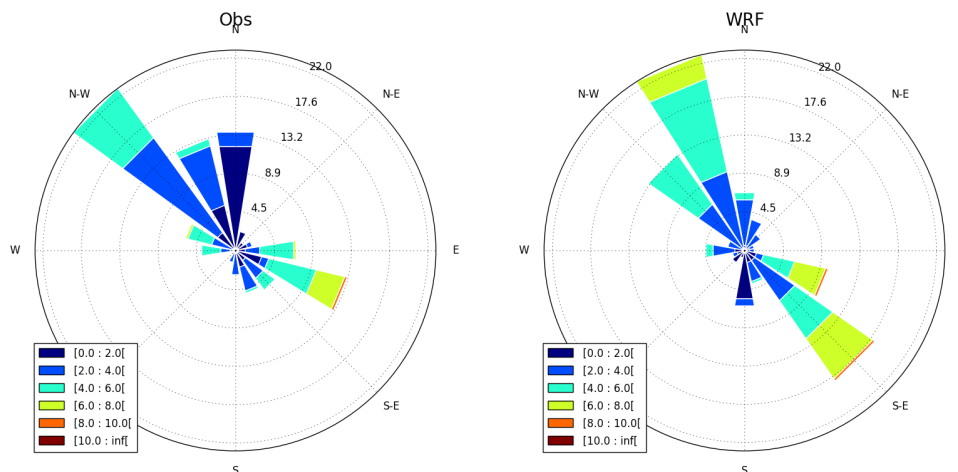 Obs
N
22.0
N-W
N-E
17.6
13.2
8.9
4.5
W
E
[0.0 : 2.0[
[2.0 : 4.0[
[4.0 : 6.0[
[6.0 : 8.0[
[8.0 : 10.0[
[10.0 : inf[
S-E
S
WRF
N
22.0
N-W
N-E
17.6
13.2
8.9
4.5
W
E
[0.0 : 2.0[
[2.0 : 4.0[
[4.0 : 6.0[
[6.0 : 8.0[
[8.0 : 10.0[
[10.0 : inf[
S-E
S